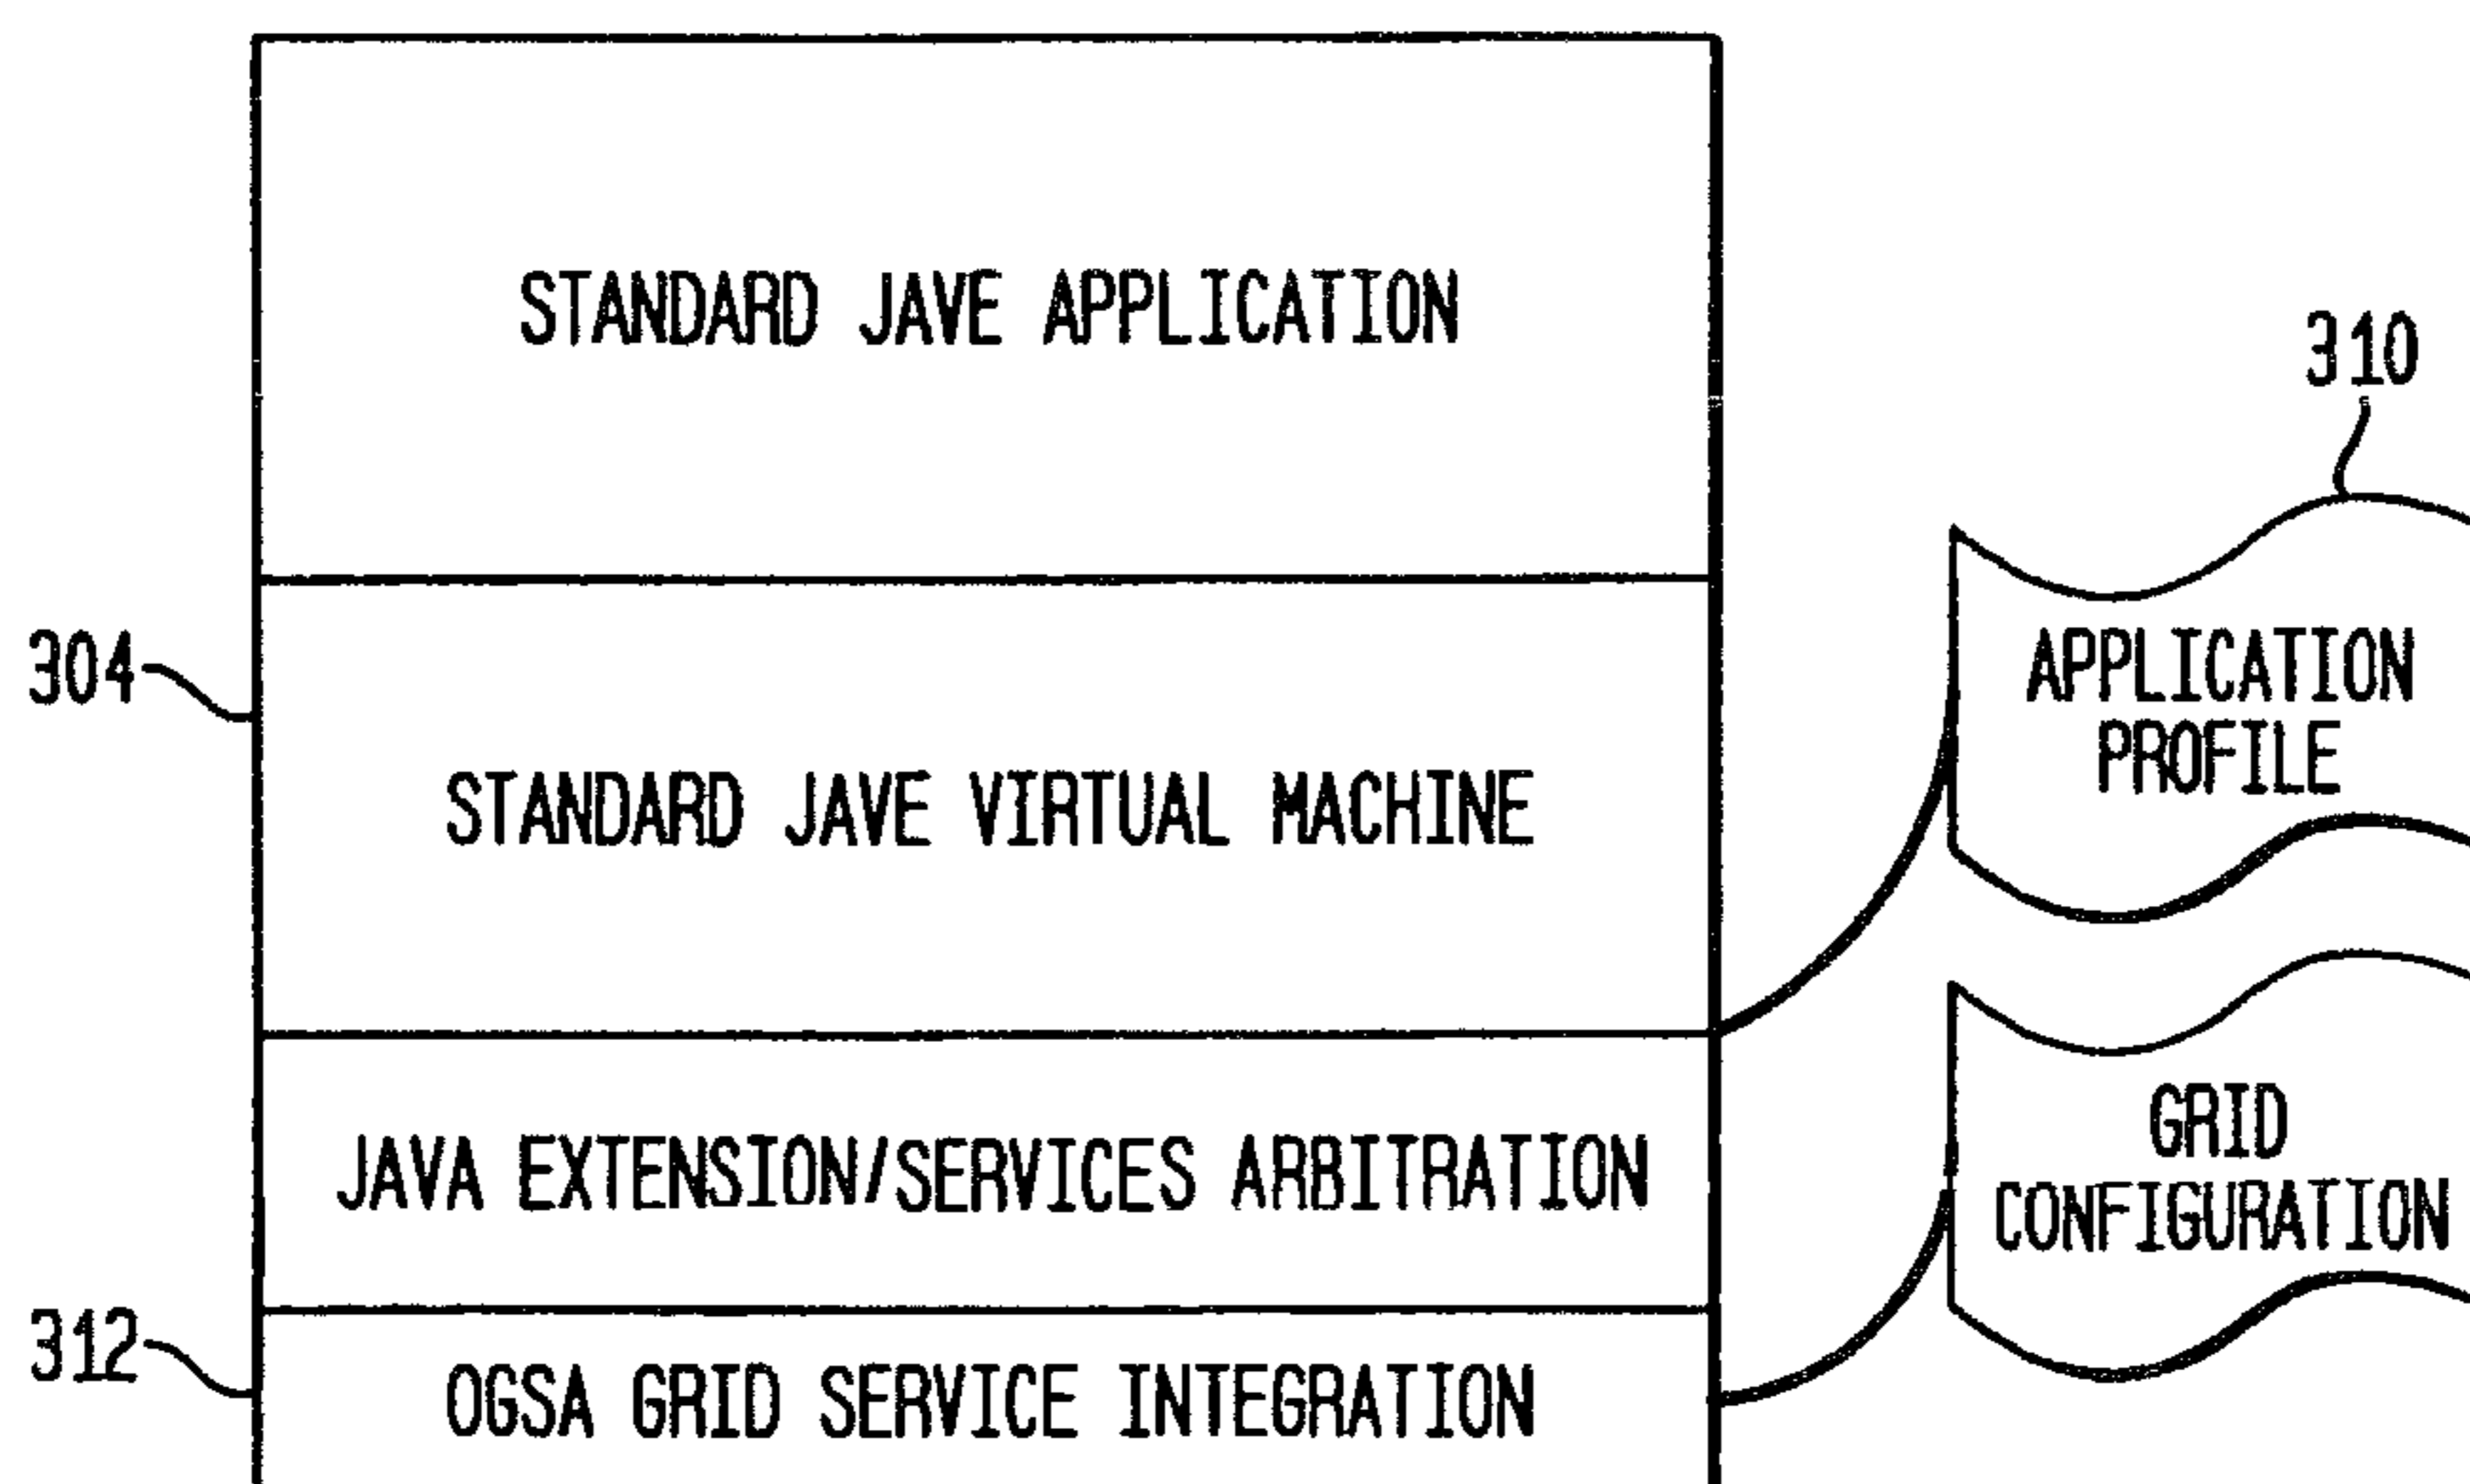 STANDARD JAVE APPLICATION
310
304
STANDARD JAVE VIRTUAL MACHINE
APPLICATION
PROFILE
JAVA EXTENSION/SERVICES ARBITRATION
GRID
CONFIGURATION
312
OGSA GRID SERVICE INTEGRATION